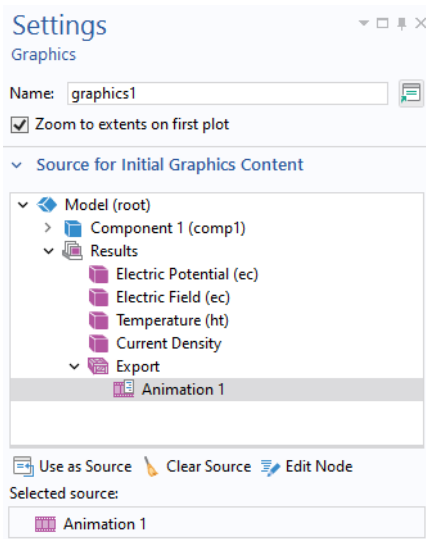 Settings
Graphics
Name: graphics1
Zoom to extents on first plot
Source for Initial Graphics Content
Model (root)
Component 1 (comp1)
Results
Electric Potential (ec)
Electric Field (ec)
Temperature (ht)
Current Density
Export
Animation 1
Use as Source Clear Source Edit Node
Selected source:
Animation 1